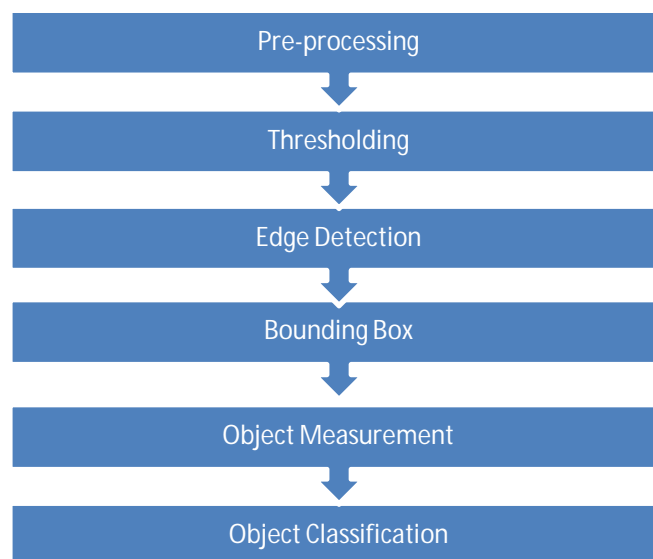 Pre-processing
Thresholding
Edge Detection
Bounding Box
Object Measurement
Object Classification